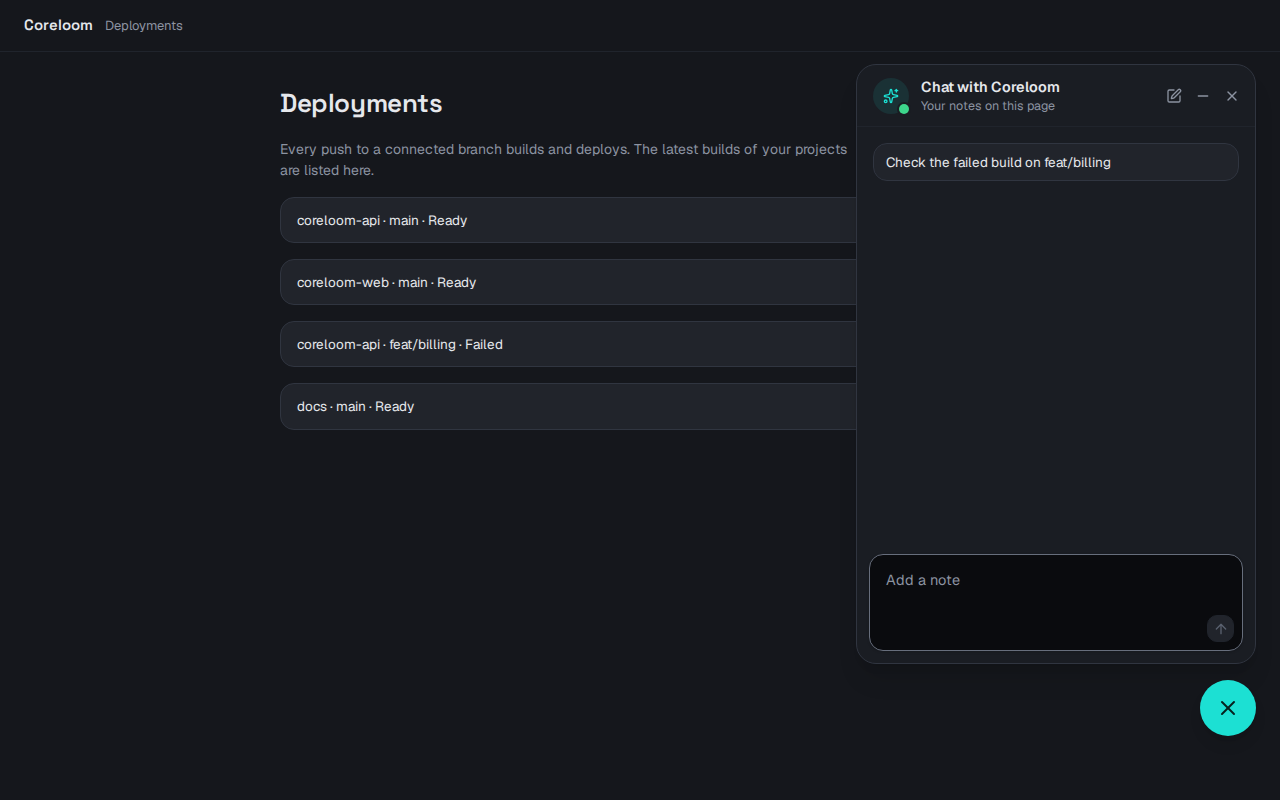 Coreloom Deployments
Deployments
Every push to a connected branch builds and deploys. The latest builds of your projects
are listed here.
coreloom-api · main · Ready
coreloom-web · main · Ready
coreloom-api · feat/billing · Failed
docs · main · Ready
Chat with Coreloom
Your notes on this page
Check the failed build on feat/billing
Add a note